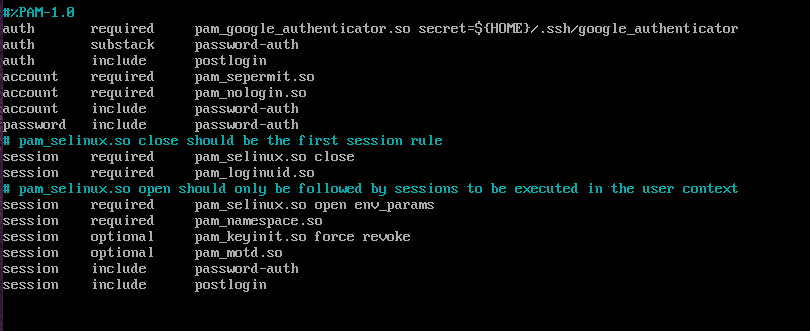 #%PAM-1.0
auth required pam_google_authenticator.so secret=${HOME}/.ssh/google_authenticator
auth substack password-auth
auth include postlogin
account required pam_sepermit.so
account required pam_nologin.so
account include password-auth
password include password-auth
# pam_selinux.so close should be the first session rule
session required pam_selinux.so close
session required pam_loginuid.so
# pam_selinux.so open should only be followed by sessions to be executed in the user context
session required pam_selinux.so open env_params
session required pam_namespace.so
session optional pam_keyinit.so force revoke
session optional pam_motd.so
session include password-auth
session include postlogin